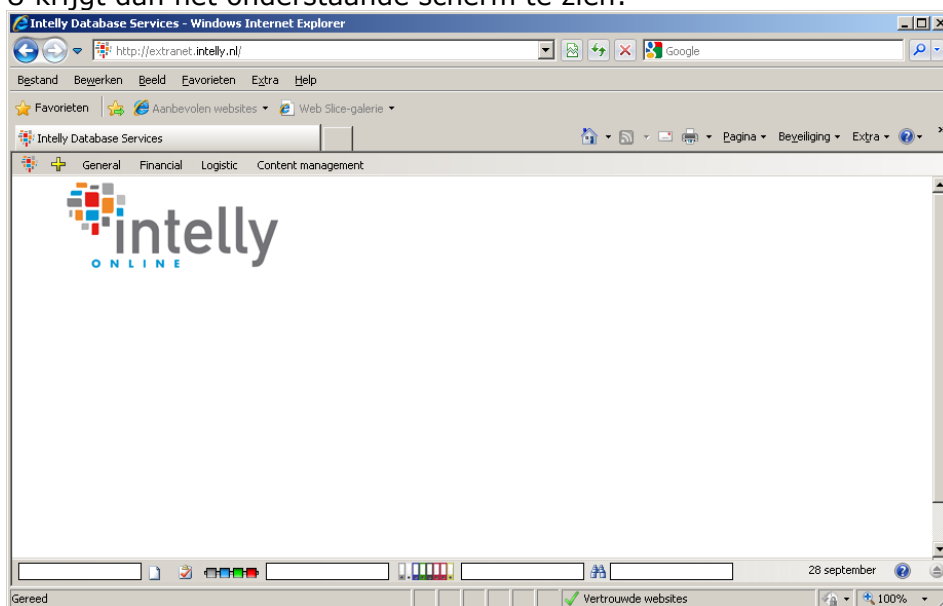 U krijgt dan het onderstaande scherm te zien:
Intelly Database Services - Windows Internet Explorer
http://extranet.intelly.nl/
Google
Bestand Bewerken Beeld Favorieten Extra Help
Favorieten Aanbevolen websites Web Slice-galerie
Intelly Database Services Pagina Beveiliging Extra
General Financial Logistic Content management
intelly
ONLINE
28 september
Gereed Vertrouwde websites 100%